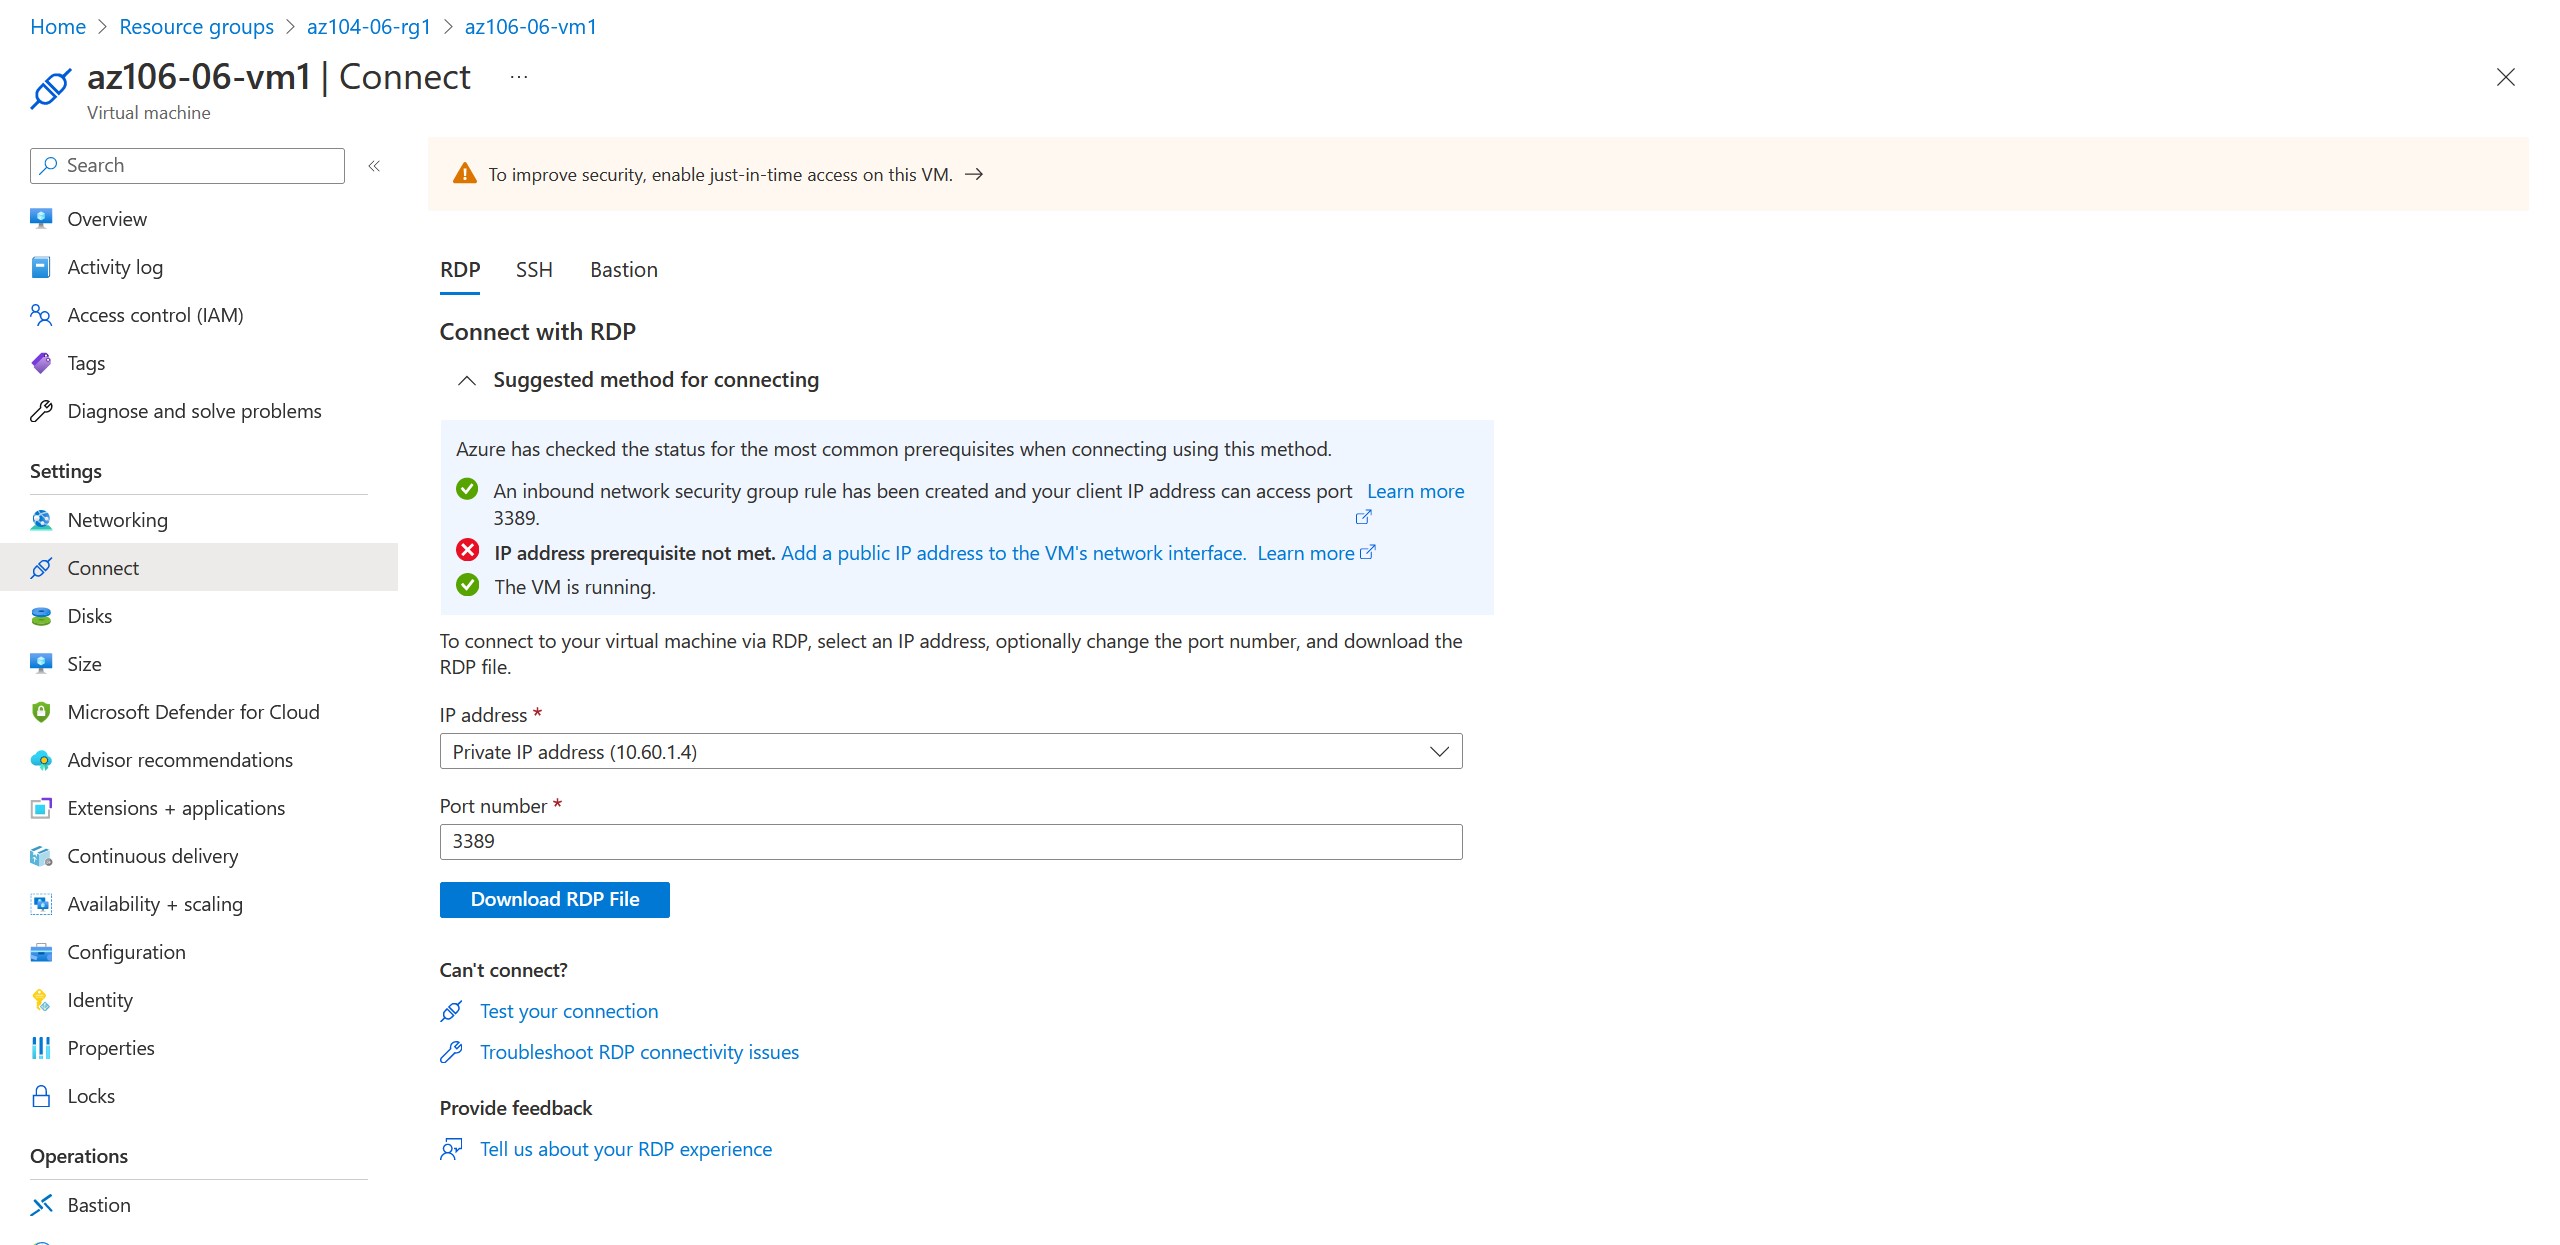 Home > Resource groups > az104-06-rg1 > az106-06-vm1
az106-06-vm1 | Connect ...
Virtual machine
Search
«
Overview
Activity log
Access control (IAM)
Tags
Diagnose and solve problems
Settings
Networking
Connect
Disks
Size
Microsoft Defender for Cloud
Advisor recommendations
Extensions + applications
Continuous delivery
Availability + scaling
Configuration
Identity
Properties
Locks
Operations
Bastion
To improve security, enable just-in-time access on this VM. →
RDP SSH Bastion
Connect with RDP
Suggested method for connecting
Azure has checked the status for the most common prerequisites when connecting using this method.
An inbound network security group rule has been created and your client IP address can access port Learn more
3389.
IP address prerequisite not met. Add a public IP address to the VM's network interface. Learn more
The VM is running.
To connect to your virtual machine via RDP, select an IP address, optionally change the port number, and download the
RDP file.
IP address *
Private IP address (10.60.1.4)
Port number *
3389
Download RDP File
Can't connect?
Test your connection
Troubleshoot RDP connectivity issues
Provide feedback
Tell us about your RDP experience